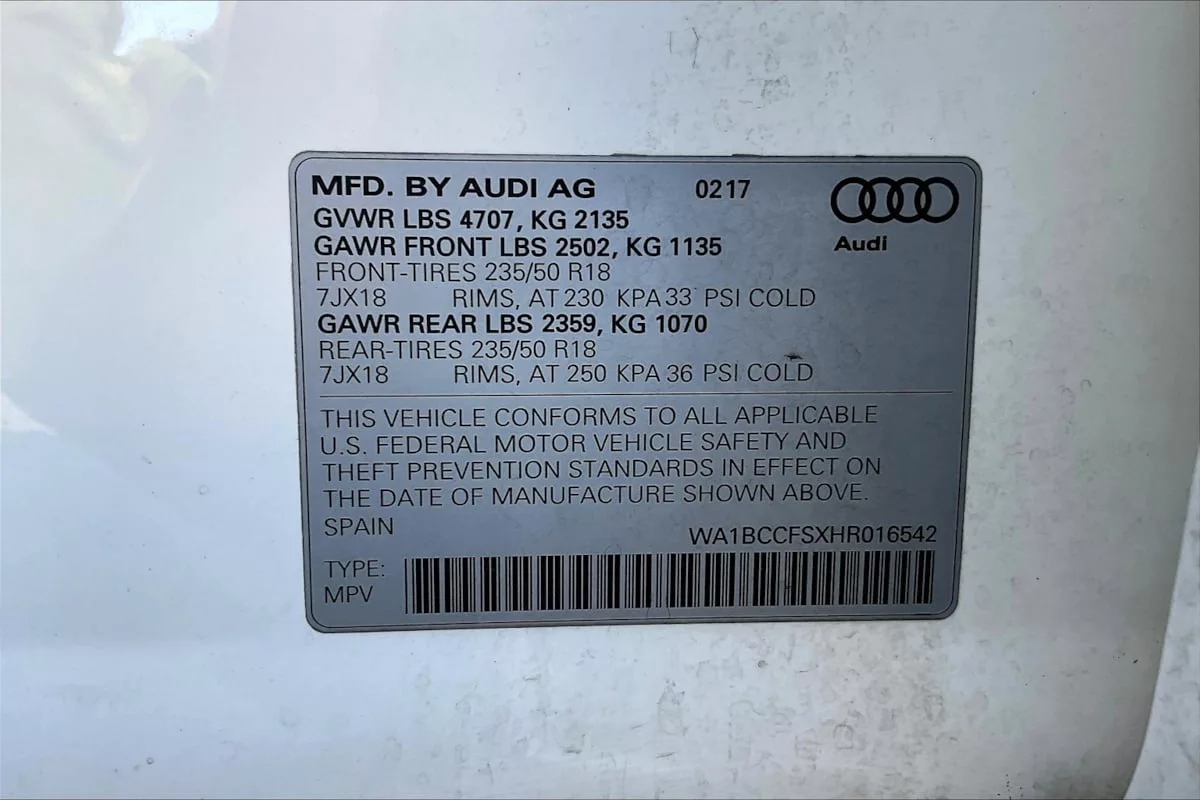 MFD. BY AUDI AG 0217
GVWR LBS 4707, KG 2135
GAWR FRONT LBS 2502, KG 1135
Audi
FRONT-TIRES 235/50 R18
7JX18 RIMS, AT 230 KPA 33 PSI COLD
GAWR REAR LBS 2359, KG 1070
REAR-TIRES 235/50 R18
7JX18 RIMS, AT 250 KPA 36 PSI COLD
THIS VEHICLE CONFORMS TO ALL APPLICABLE
U.S. FEDERAL MOTOR VEHICLE SAFETY AND
THEFT PREVENTION STANDARDS IN EFFECT ON
THE DATE OF MANUFACTURE SHOWN ABOVE.
SPAIN
WA1BCCFSXHR016542
TYPE:
MPV